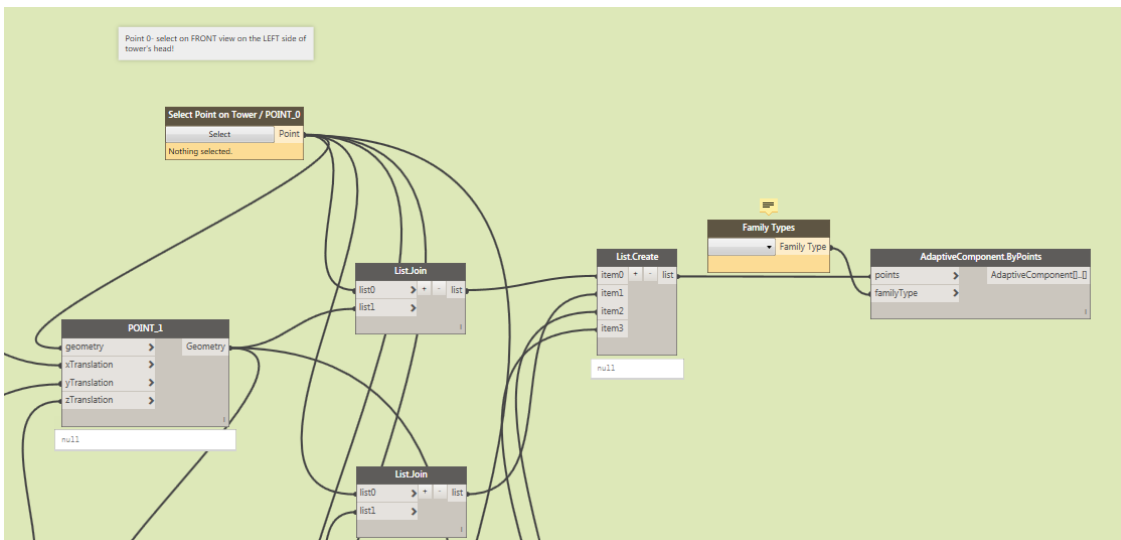 Point 0- select on FRONT view on the LEFT side of
tower's head!
Select Point on Tower / POINT_0
Select Point
Nothing selected.
Family Types
Family Type
List.Create
item0 + - list
item1
item2
item3
null
AdaptiveComponent.ByPoints
points > AdaptiveComponent[]..[]
familyType >
List.Join
list0 > + - list
list1 >
POINT_1
geometry > Geometry
xTranslation >
yTranslation >
zTranslation >
null
List.Join
list0 > + - list
list1 >